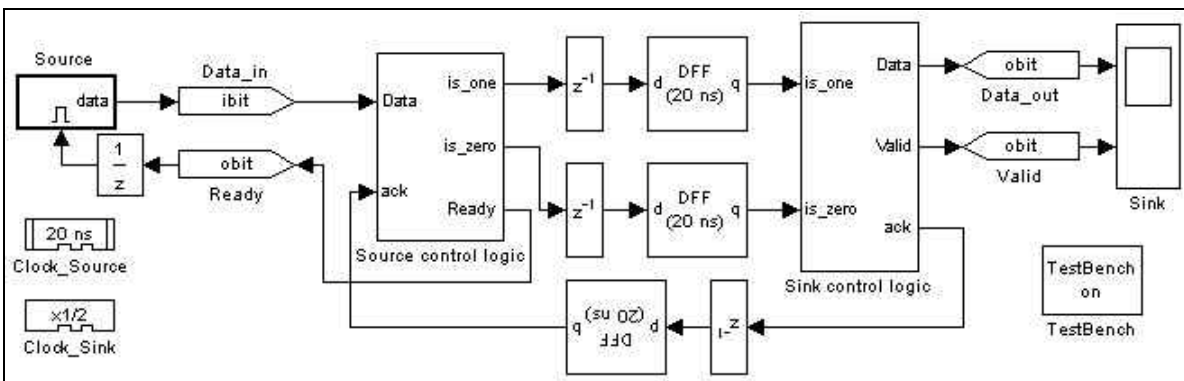 Source
data
Data_in
ibit
1
z
obit
Ready
20 ns
Clock_Source
x1/2
Clock_Sink
Data
ack
is_one
is_zero
Ready
Source control logic
z⁻¹
d DFF q
(20 ns)
z⁻¹
d DFF q
(20 ns)
z⁻¹
d DFF q
(20 ns)
is_one
is_zero
Data
Valid
ack
Sink control logic
obit
Data_out
obit
Valid
Sink
TestBench
on
TestBench